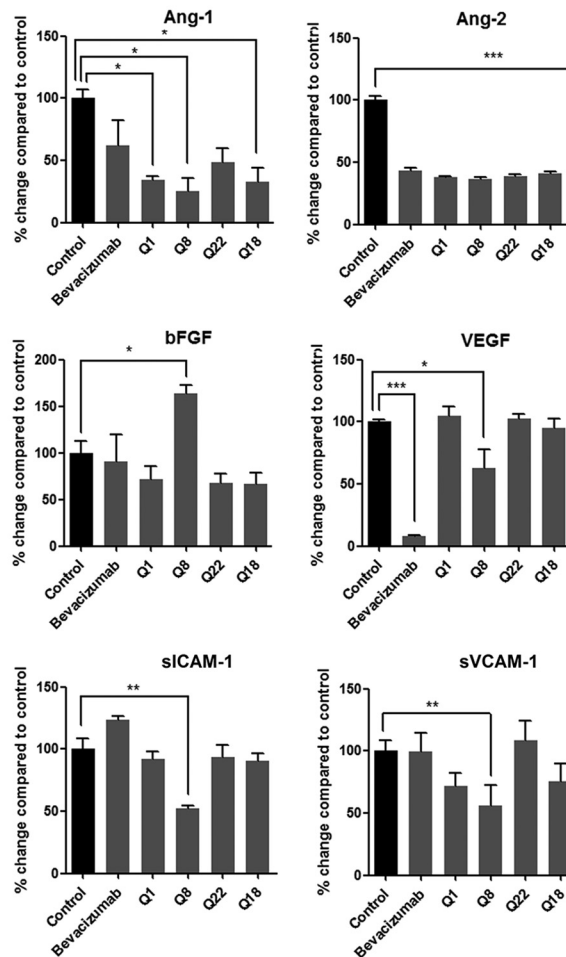 Ang-1
% change compared to control
150
100
50
0
*
*
*
Control
Bevacizumab
Q1
Q8
Q22
Q18
Ang-2
% change compared to control
150
100
50
0
***
Control
Bevacizumab
Q1
Q8
Q22
Q18
bFGF
% change compared to control
200
150
100
50
0
*
Control
Bevacizumab
Q1
Q8
Q22
Q18
VEGF
% change compared to control
150
100
50
0
*
***
Control
Bevacizumab
Q1
Q8
Q22
Q18
sICAM-1
% change compared to control
150
100
50
0
**
Control
Bevacizumab
Q1
Q8
Q22
Q18
sVCAM-1
% change compared to control
150
100
50
0
**
Control
Bevacizumab
Q1
Q8
Q22
Q18